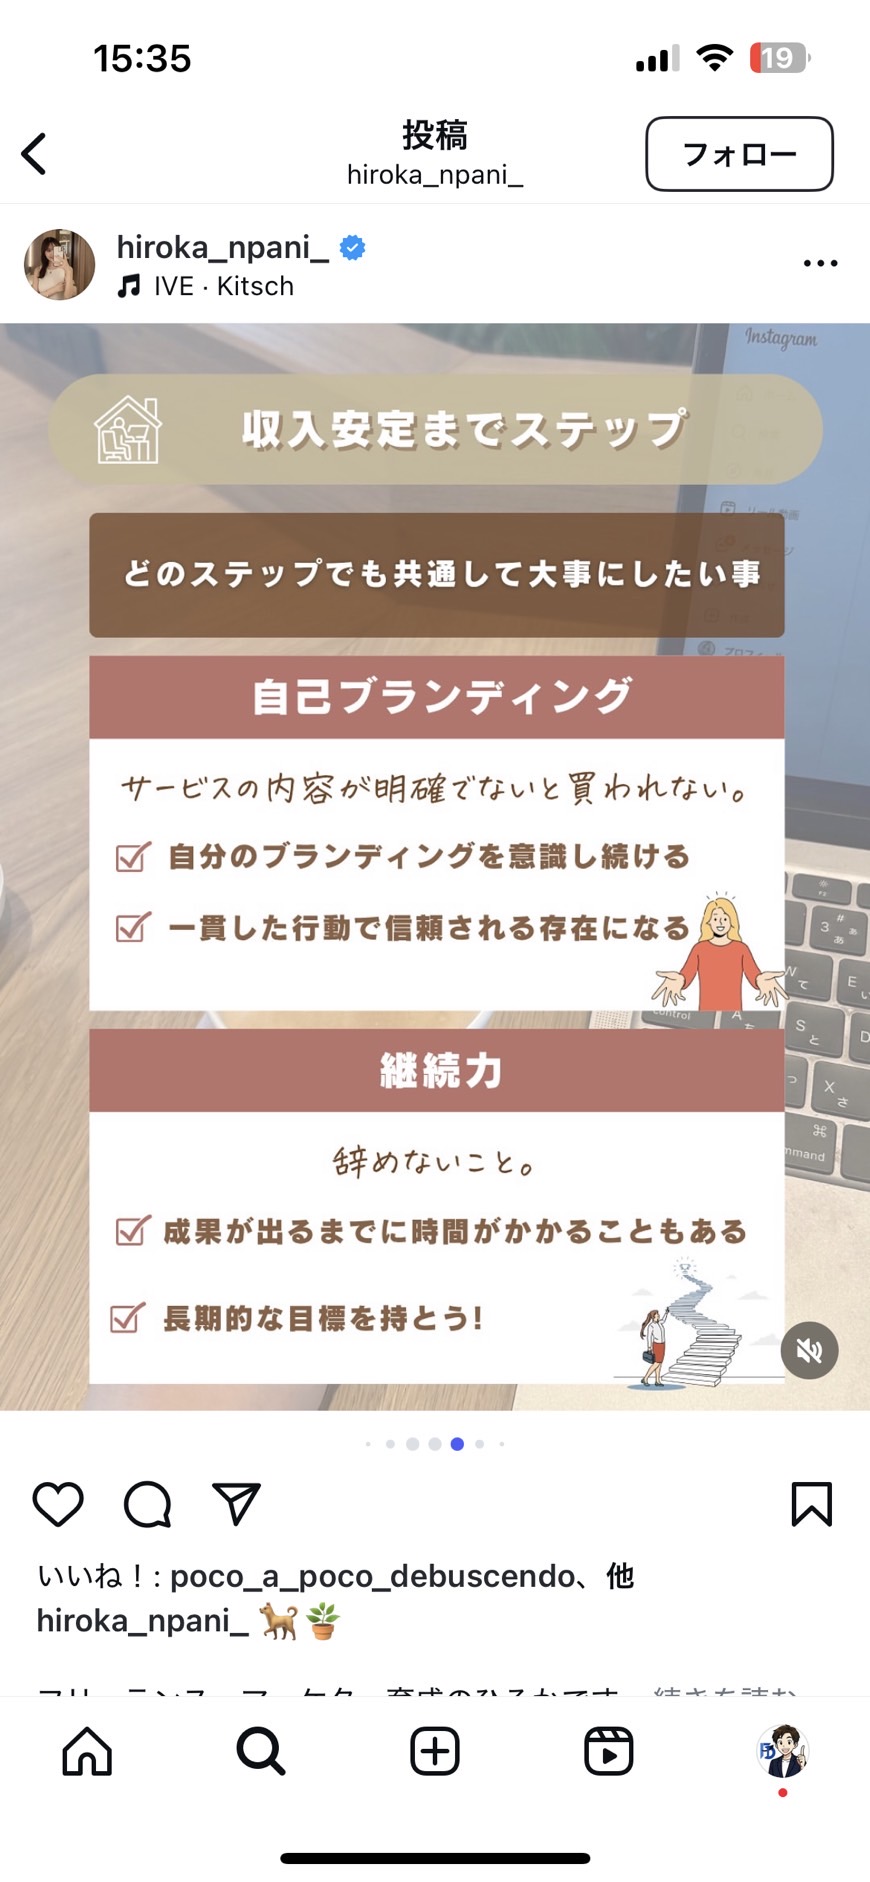 15:35
19
投稿
hiroka_npani_
フォロー
hiroka_npani_
IVE · Kitsch
Instagram
収入安定までステップ
どのステップでも共通して大事にしたい事
自己ブランディング
サービスの内容が明確でないと買われない。
自分のブランディングを意識し続ける
一貫した行動で信頼される存在になる
control
継続力
辞めないこと。
成果が出るまでに時間がかかることもある
長期的な目標を持とう!
いいね！: poco_a_poco_debuscendo、他
hiroka_npani_ 🐕🪴